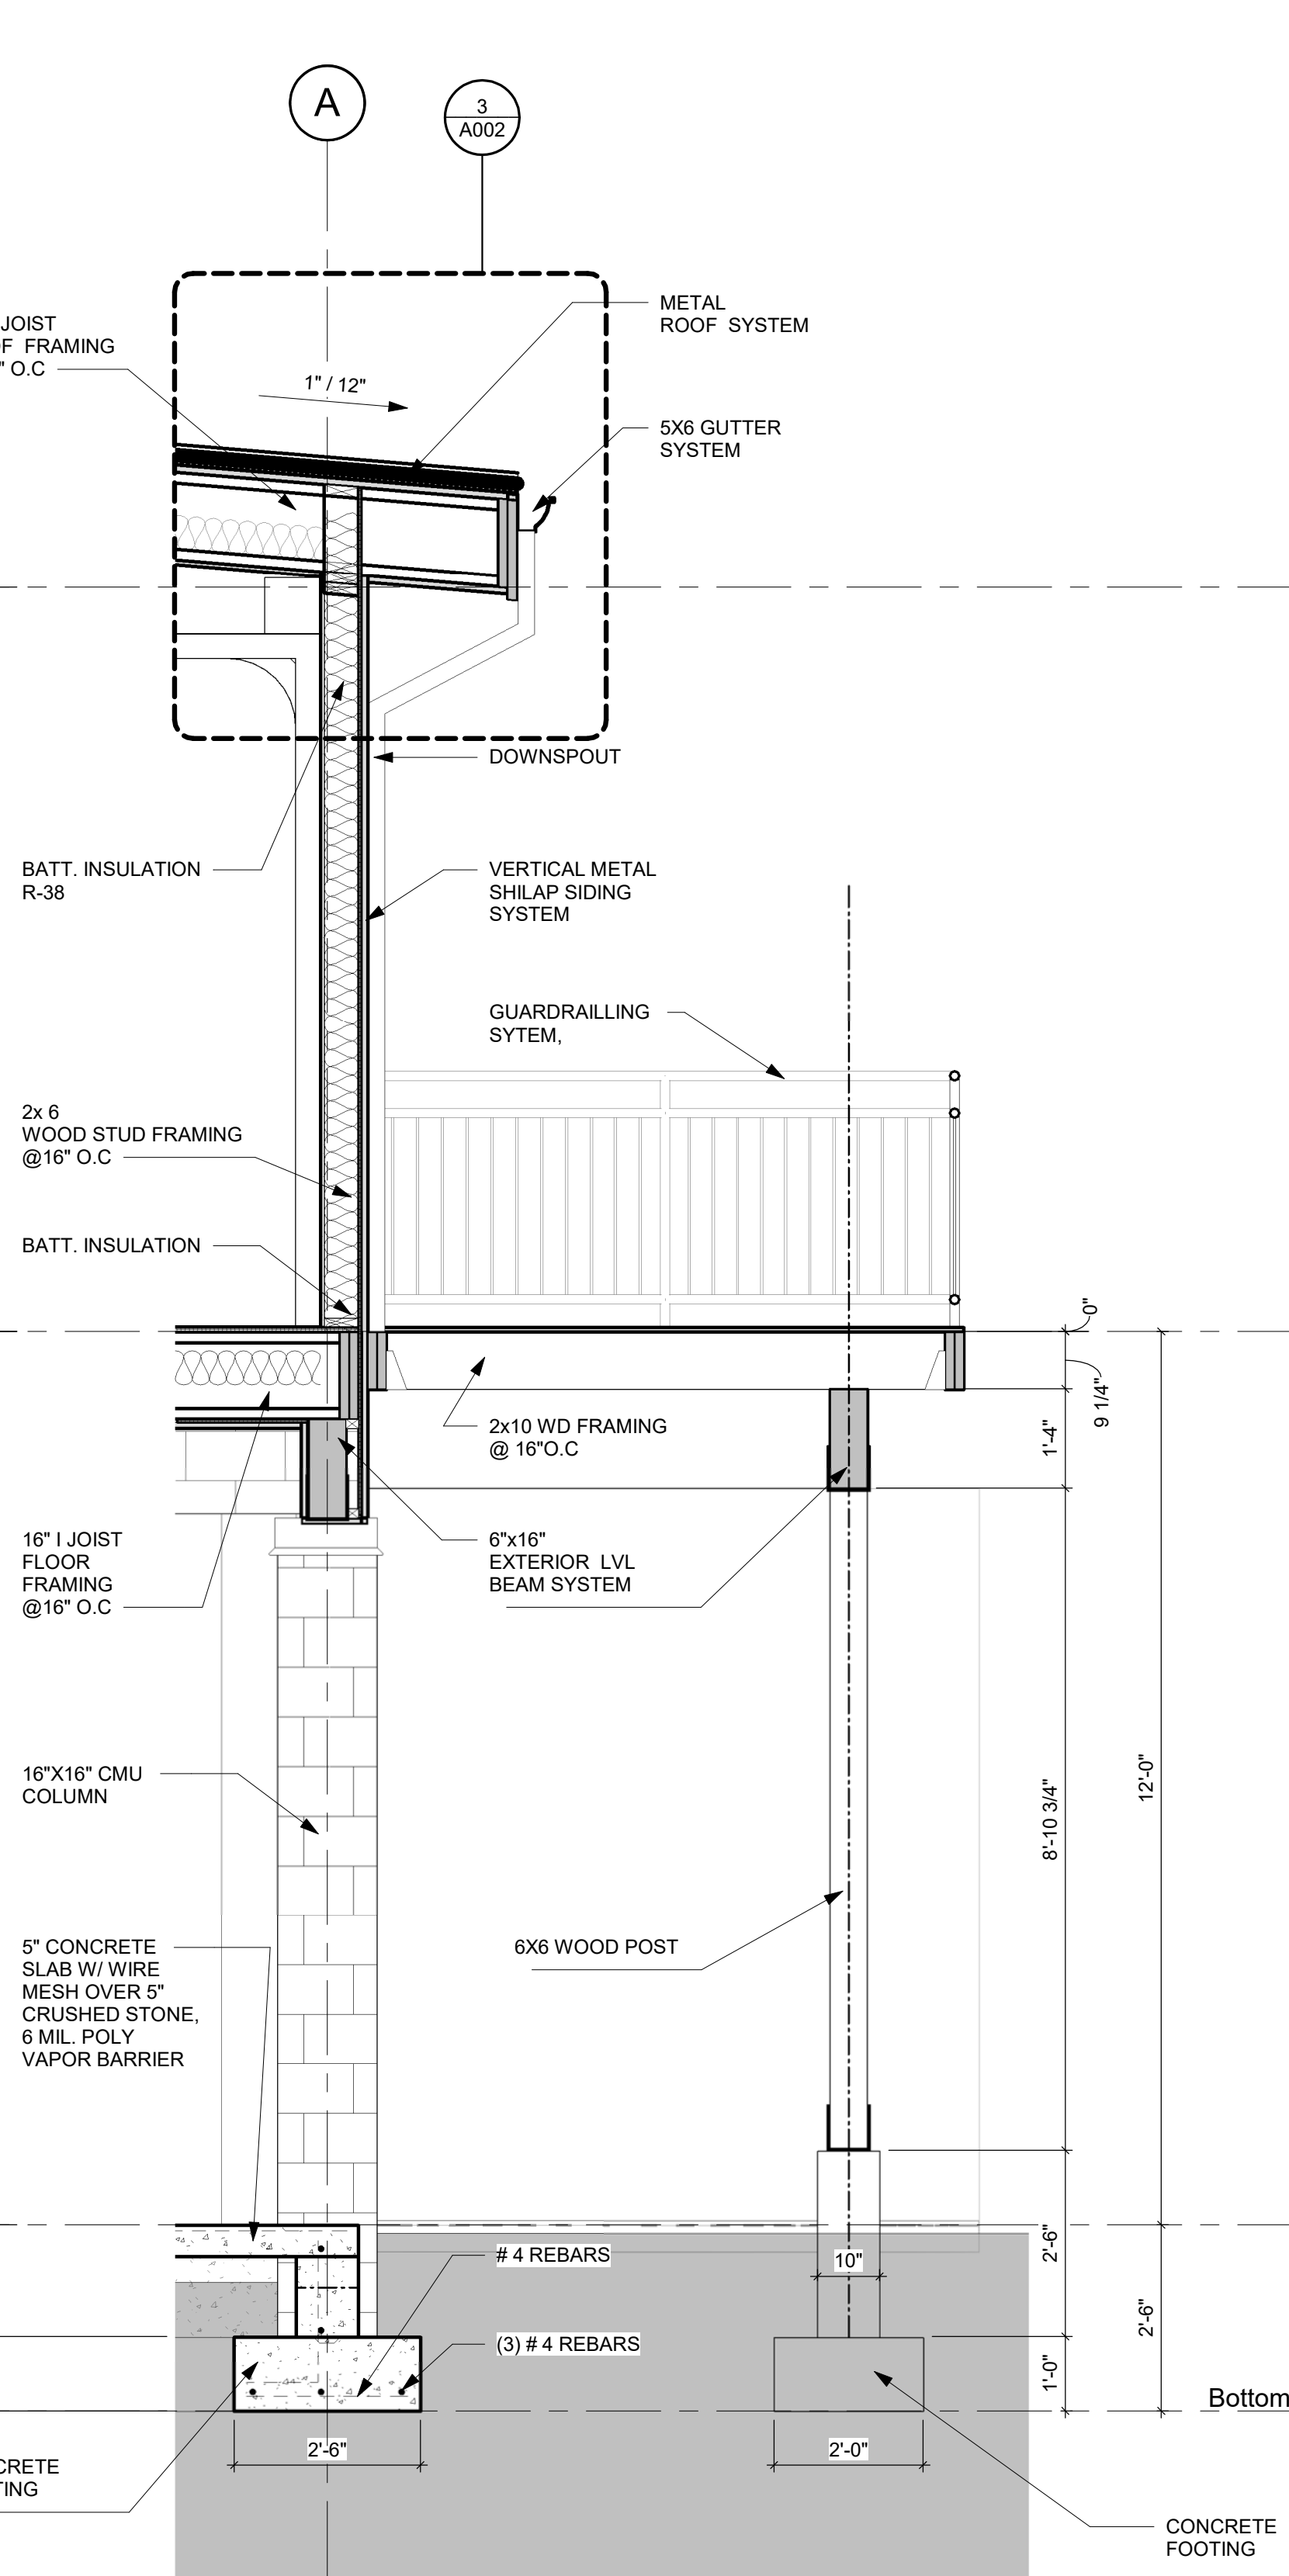 A
3
A002
METAL
ROOF SYSTEM
JOIST
FRAMING
" O.C
1" / 12"
5X6 GUTTER
SYSTEM
DOWNSPOUT
BATT. INSULATION
R-38
VERTICAL METAL
SHILAP SIDING
SYSTEM
GUARDRAILLING
SYTEM,
2x 6
WOOD STUD FRAMING
@16" O.C
BATT. INSULATION
0"
9 1/4"
1'-4"
2x10 WD FRAMING
@ 16"O.C
16" I JOIST
FLOOR
FRAMING
@16" O.C
6"x16"
EXTERIOR LVL
BEAM SYSTEM
16"X16" CMU
COLUMN
12'-0"
8'-10 3/4"
5" CONCRETE
SLAB W/ WIRE
MESH OVER 5"
CRUSHED STONE,
6 MIL. POLY
VAPOR BARRIER
6X6 WOOD POST
# 4 REBARS
10"
2'-6"
2'-6"
(3) # 4 REBARS
1'-0"
Bottom
2'-6"
2'-0"
CRETE
TING
CONCRETE
FOOTING